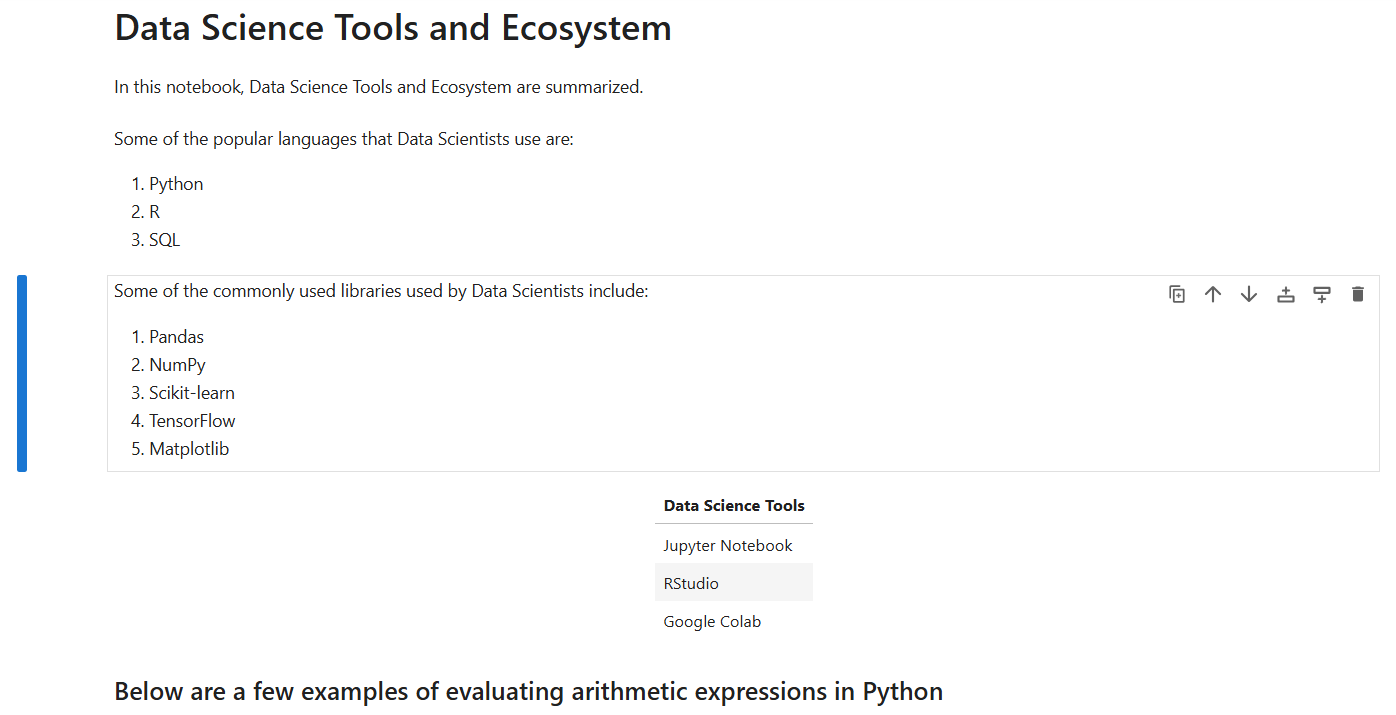 Data Science Tools and Ecosystem
In this notebook, Data Science Tools and Ecosystem are summarized.
Some of the popular languages that Data Scientists use are:
1. Python
2. R
3. SQL
Some of the commonly used libraries used by Data Scientists include:
1. Pandas
2. NumPy
3. Scikit-learn
4. TensorFlow
5. Matplotlib
Data Science Tools
Jupyter Notebook
RStudio
Google Colab
Below are a few examples of evaluating arithmetic expressions in Python